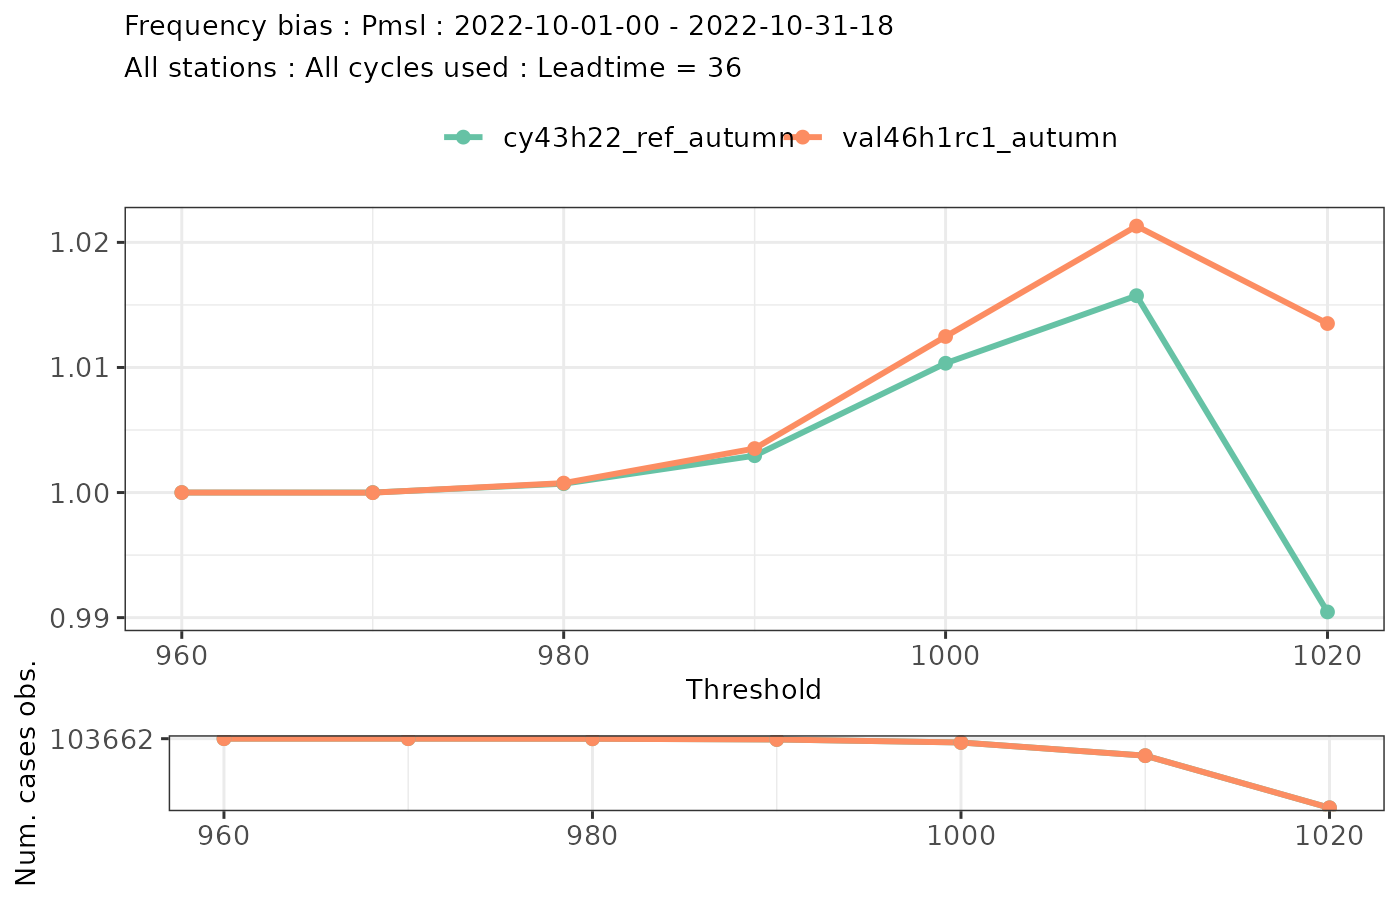 Frequency bias : Pmsl : 2022-10-01-00 - 2022-10-31-18
All stations : All cycles used : Leadtime = 36
cy43h22_ref_autumn val46h1rc1_autumn
1.02
1.01
1.00
0.99
960 980 1000 1020
Threshold
Num. cases obs.
103662
960 980 1000 1020